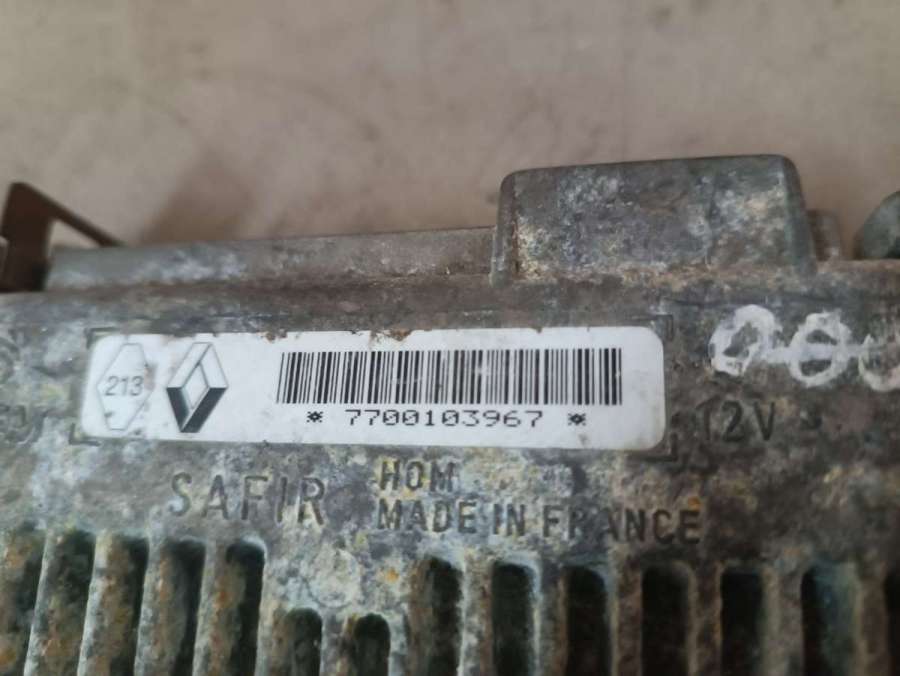 213
* 7700103967 *
12V
SAFIR
HOM
MADE IN FRANCE